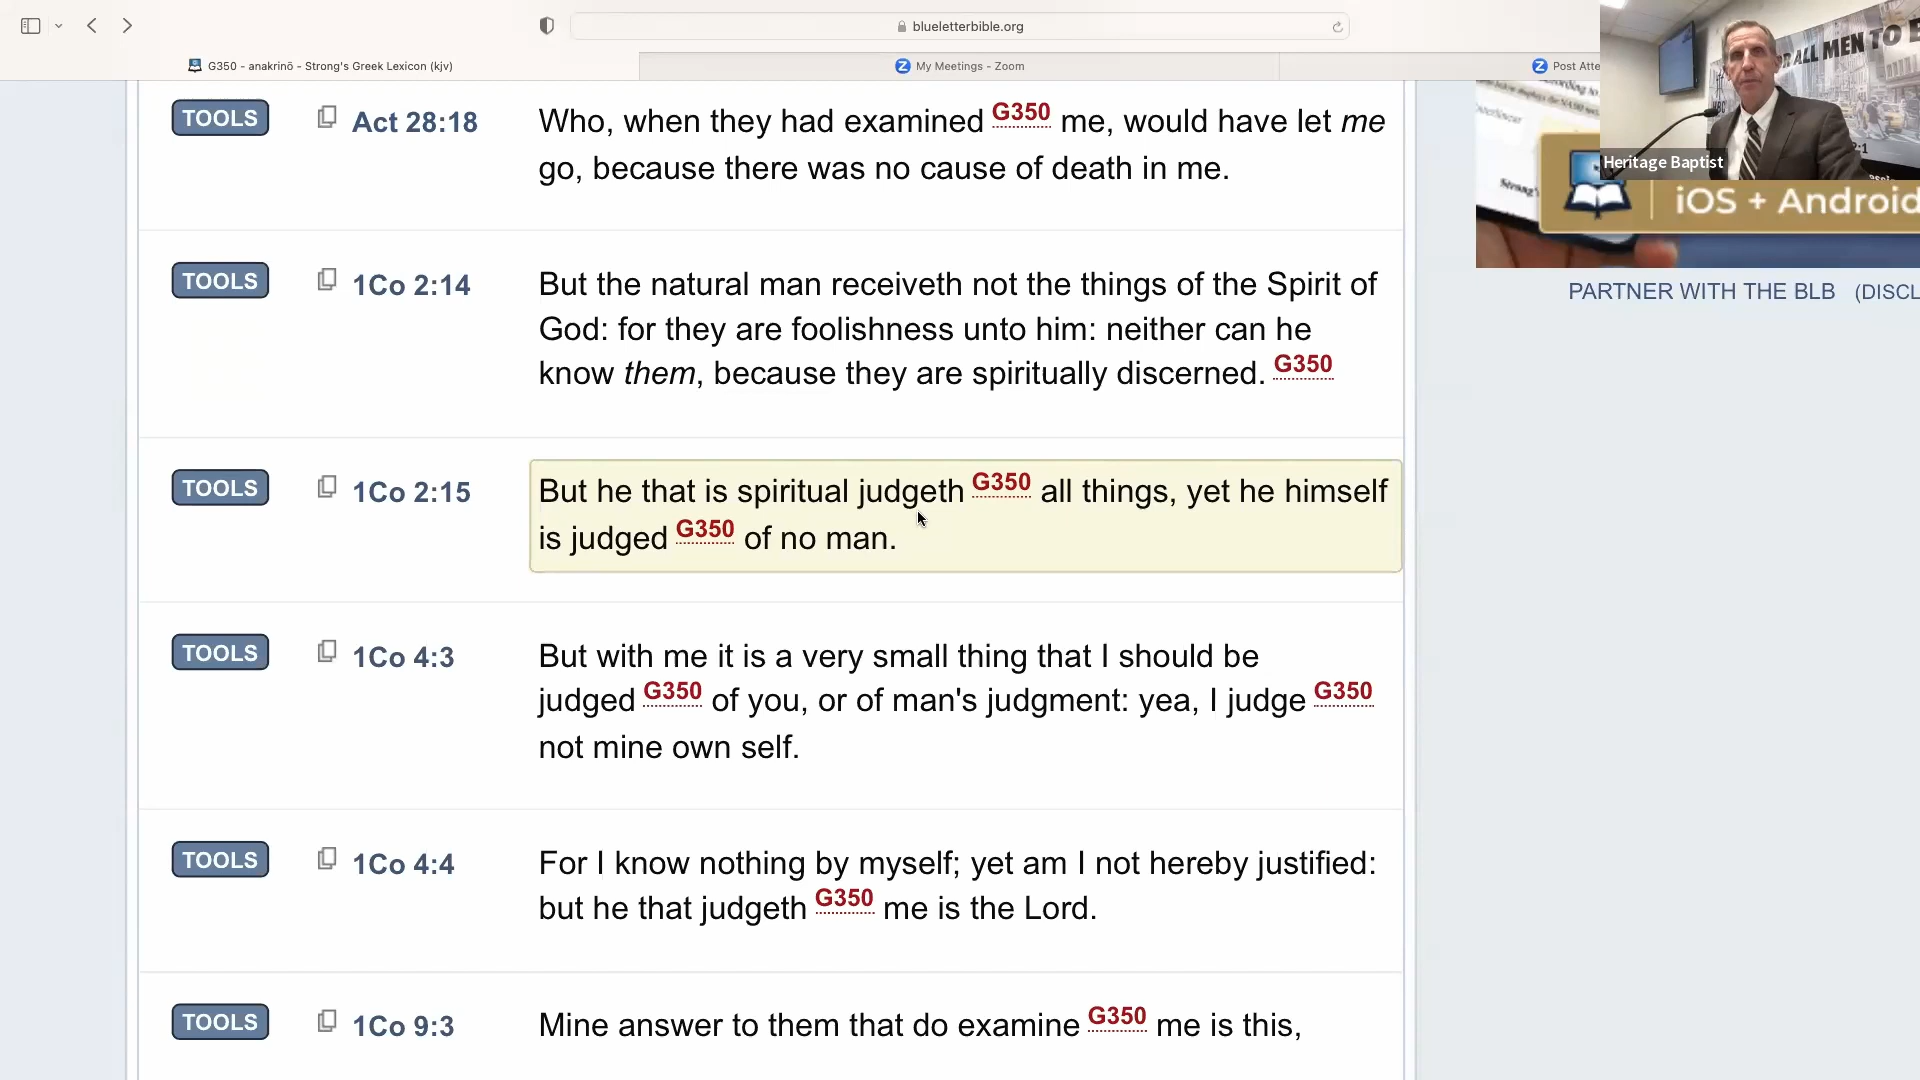 blueletterbible.org
G350 - anakrinō - Strong's Greek Lexicon (kjv)
My Meetings - Zoom
Post Atte
TOOLS
Act 28:18
Who, when they had examined G350 me, would have let me
go, because there was no cause of death in me.
TOOLS
1Co 2:14
But the natural man receiveth not the things of the Spirit of
God: for they are foolishness unto him: neither can he
know them, because they are spiritually discerned. G350
TOOLS
1Co 2:15
But he that is spiritual judgeth G350 all things, yet he himself
is judged G350 of no man.
TOOLS
1Co 4:3
But with me it is a very small thing that I should be
judged G350 of you, or of man's judgment: yea, I judge G350
not mine own self.
TOOLS
1Co 4:4
For I know nothing by myself; yet am I not hereby justified:
but he that judgeth G350 me is the Lord.
TOOLS
1Co 9:3
Mine answer to them that do examine G350 me is this,
ALL MEN TO
Heritage Baptist
iOS + Android
PARTNER WITH THE BLB (DISCL